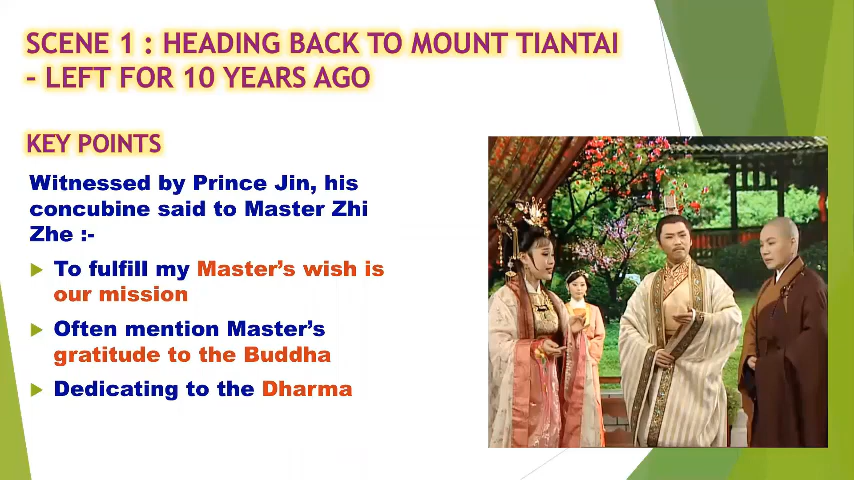 SCENE 1 : HEADING BACK TO MOUNT TIANTAI
- LEFT FOR 10 YEARS AGO
KEY POINTS
Witnessed by Prince Jin, his
concubine said to Master Zhi
Zhe :-
To fulfill my Master's wish is
our mission
Often mention Master's
gratitude to the Buddha
Dedicating to the Dharma